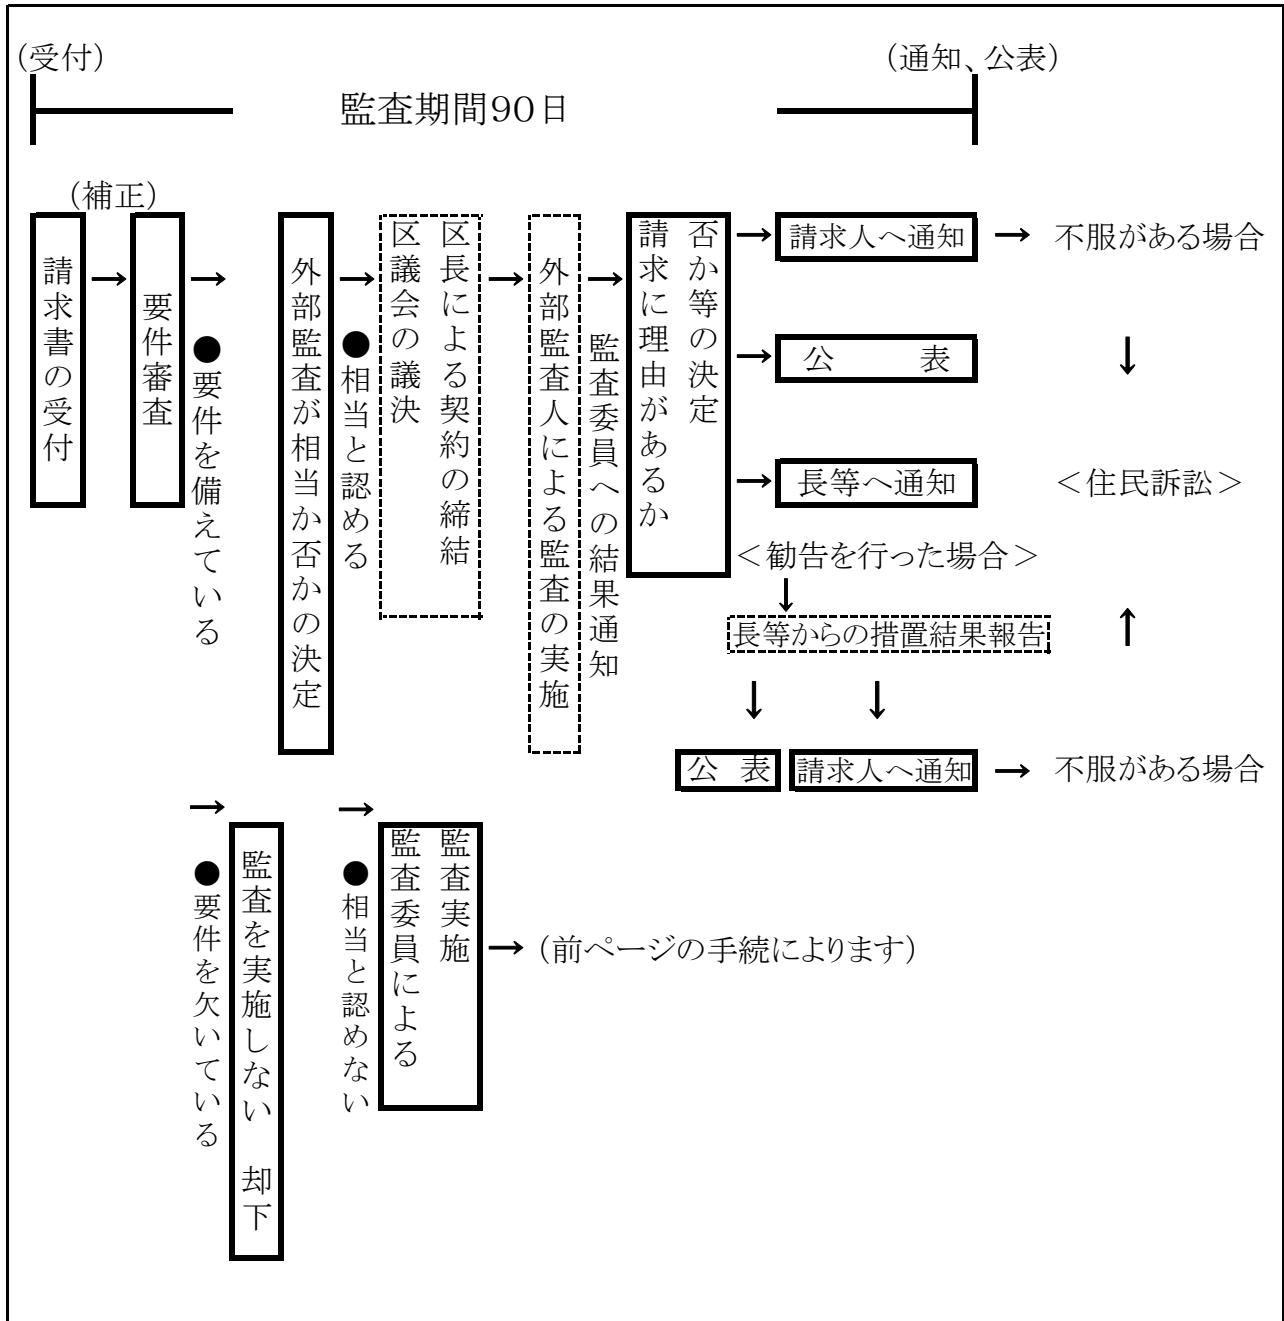 (受付)
(通知、公表)
監査期間90日
(補正)
請求書の受付
→
要件審査
→
●要件を備えている
外部監査が相当か否かの決定
→
●相当と認める
区長による契約の締結
区議会の議決
→
外部監査人による監査の実施
→
監査委員への結果通知
否か等の決定
請求に理由があるか
→ 請求人へ通知 → 不服がある場合
→ 公　表
↓
→ 長等へ通知
<住民訴訟>
<勧告を行った場合>
↓
長等からの措置結果報告
↑
↓ ↓
公　表
請求人へ通知 → 不服がある場合
→
●要件を欠いている
監査を実施しない　却下
→
●相当と認めない
監査実施
監査委員による
→ (前ページの手続によります)